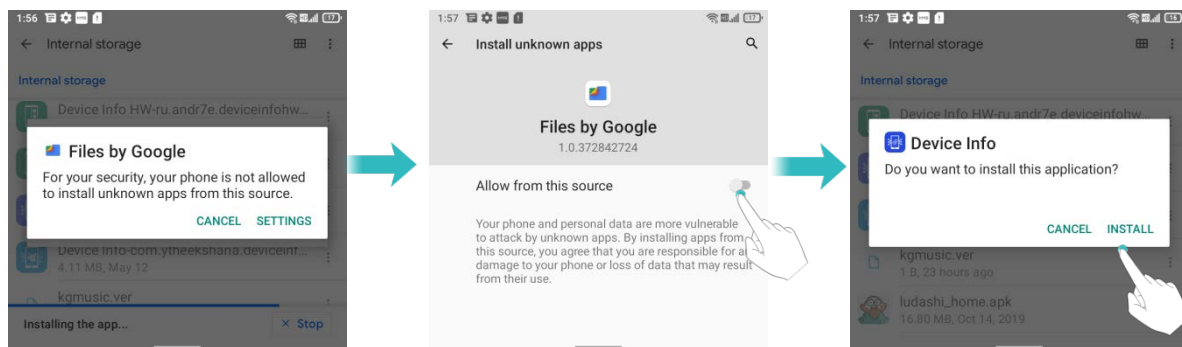 1:56
17
Internal storage
Internal storage
Device Info HW-ru.andr7e.deviceinfohw...
Files by Google
For your security, your phone is not allowed
to install unknown apps from this source.
CANCEL SETTINGS
Device Info-com.ytheekshana.deviceinf...
4.11 MB, May 12
kgmusic.ver
Installing the app...
× Stop
1:57
17
Install unknown apps
Files by Google
1.0.372842724
Allow from this source
Your phone and personal data are more vulnerable
to attack by unknown apps. By installing apps from
this source, you agree that you are responsible for a
damage to your phone or loss of data that may result
from their use.
1:57
16
Internal storage
Internal storage
Device Info HW-ru.andr7e.deviceinfohw...
Device Info
Do you want to install this application?
CANCEL INSTALL
kgmusic.ver
1 B, 23 hours ago
ludashi_home.apk
16.80 MB, Oct 14, 2019